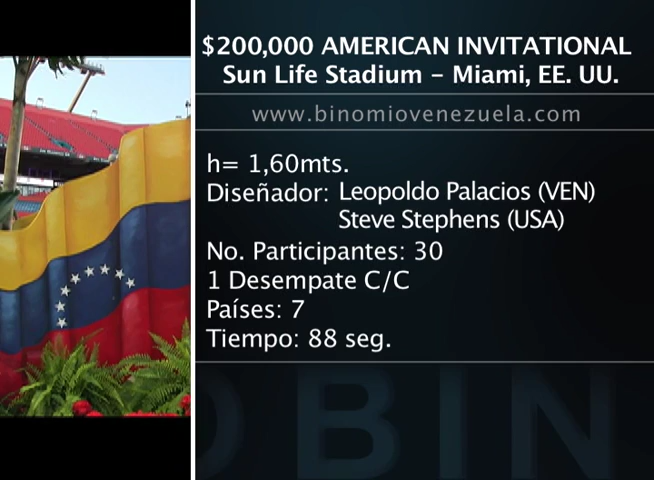 $200,000 AMERICAN INVITATIONAL
Sun Life Stadium – Miami, EE. UU.
www.binomiovenezuela.com
h= 1,60mts.
Diseñador: Leopoldo Palacios (VEN)
Steve Stephens (USA)
No. Participantes: 30
1 Desempate C/C
Países: 7
Tiempo: 88 seg.
OBIN